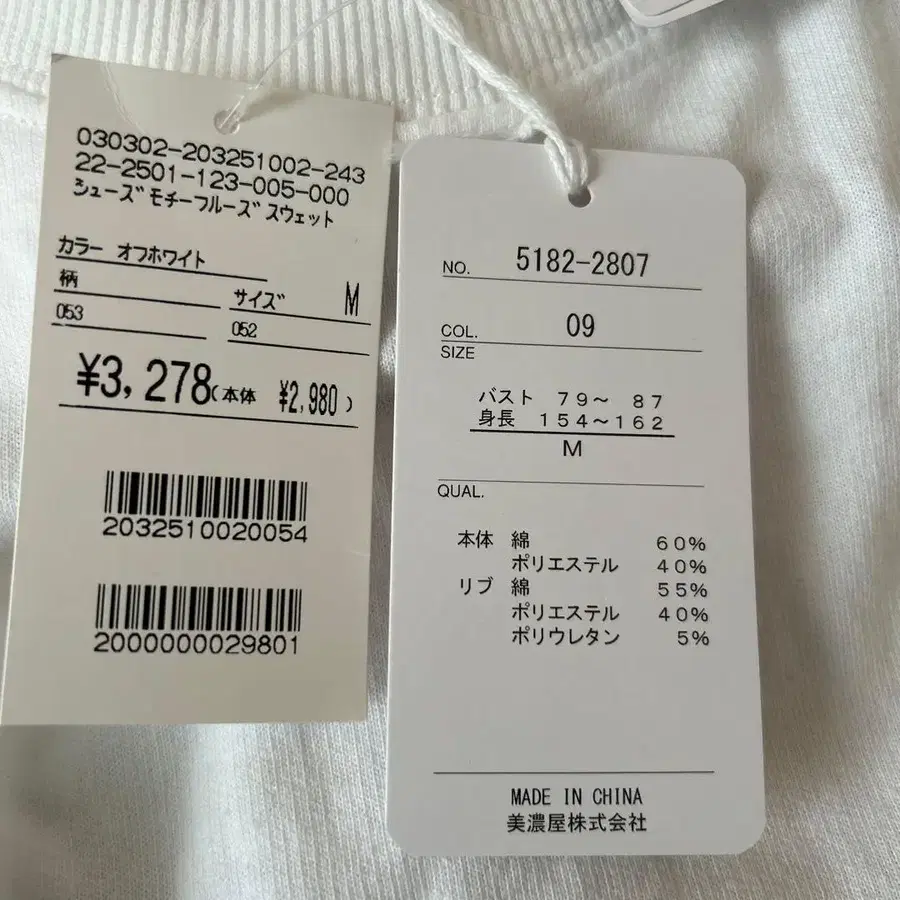 030302-203251002-243
22-2501-123-005-000
シューズモチーフルーズスウェット
カラー オフホワイト
柄 サイズ M
053 052
¥3,278(本体 ¥2,980)
2032510020054
2000000029801
NO. 5182-2807
COL. 09
SIZE
バスト 79〜 87
身長 154〜162
M
QUAL.
本体 綿 60%
ポリエステル 40%
リブ 綿 55%
ポリエステル 40%
ポリウレタン 5%
MADE IN CHINA
美濃屋株式会社